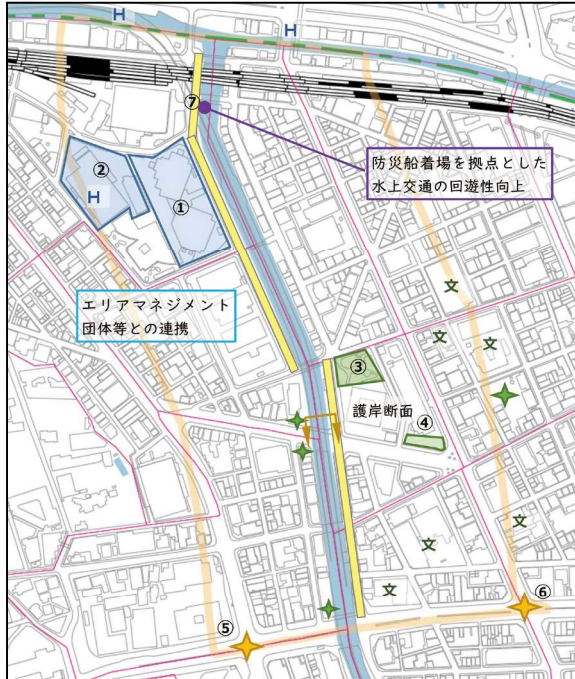 H
H
⑦
防災船着場を拠点とした
水上交通の回遊性向上
②
①
H
エリアマネジメント
団体等との連携
文
文
文
③
護岸断面
④
文
文
⑥
⑤